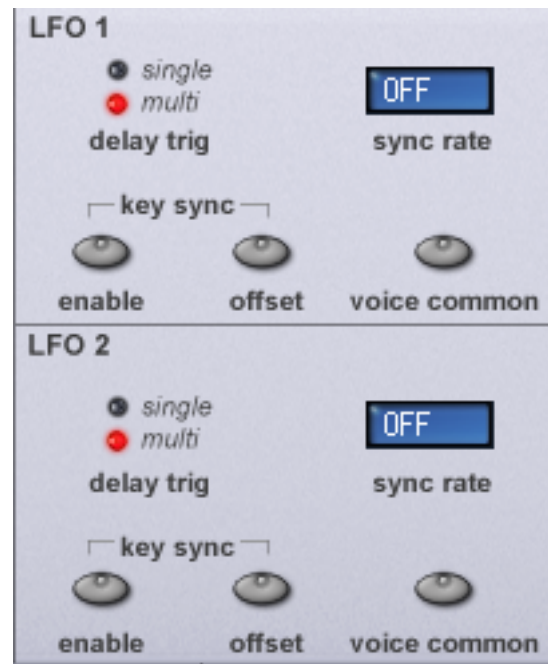 LFO 1
single
multi
OFF
delay trig
sync rate
key sync
enable
offset
voice common
LFO 2
single
multi
OFF
delay trig
sync rate
key sync
enable
offset
voice common